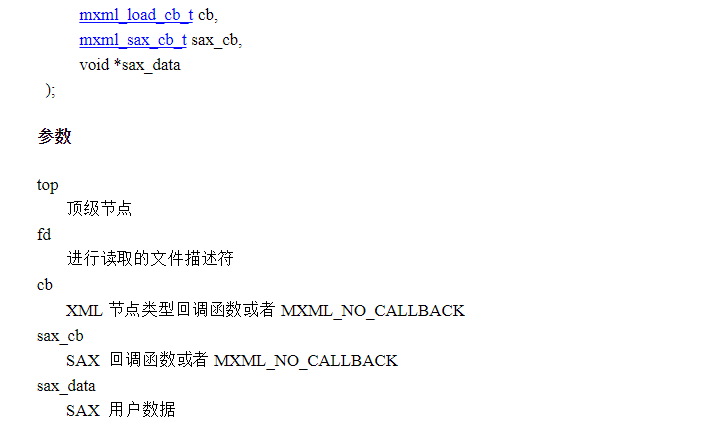 mxml_load_cb_t cb,
mxml_sax_cb_t sax_cb,
void *sax_data
);
参数
top
顶级节点
fd
进行读取的文件描述符
cb
XML 节点类型回调函数或者 MXML_NO_CALLBACK
sax_cb
SAX 回调函数或者 MXML_NO_CALLBACK
sax_data
SAX 用户数据